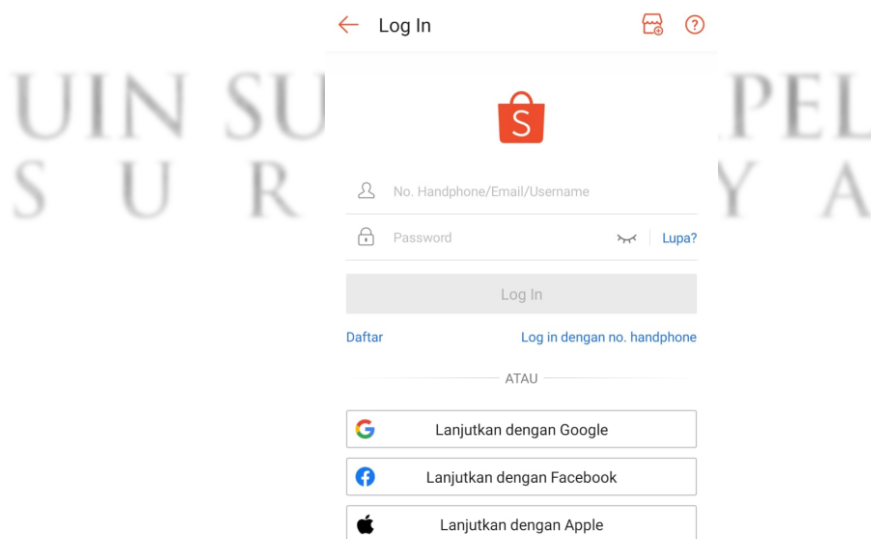 Log In
UIN SU PEL
S U R Y A
S
No. Handphone/Email/Username
Password Lupa?
Log In
Daftar Log in dengan no. handphone
ATAU
Lanjutkan dengan Google
Lanjutkan dengan Facebook
Lanjutkan dengan Apple